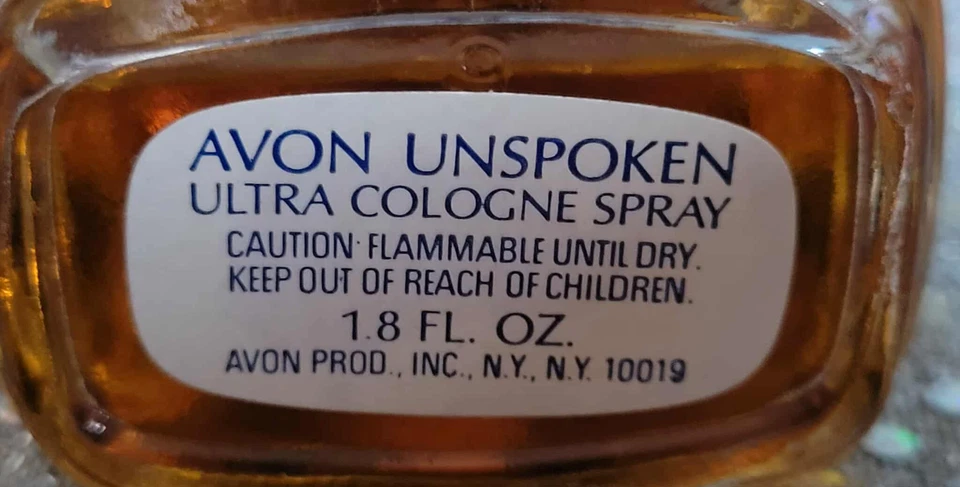 AVON UNSPOKEN
ULTRA COLOGNE SPRAY
CAUTION· FLAMMABLE UNTIL DRY.
KEEP OUT OF REACH OF CHILDREN.
1.8 FL. OZ.
AVON PROD., INC., N.Y., N.Y. 10019